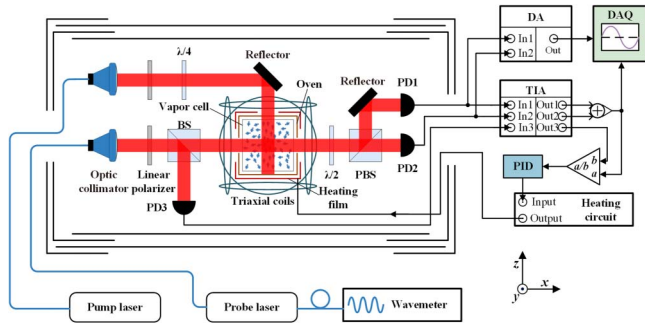 DA
In1
In2
Out
DAQ
λ/4
Reflector
Reflector
Oven
Vapor cell
PD1
TIA
In1
Out1
In2
Out2
In3
Out3
BS
Optic
collimator
Linear
polarizer
λ/2
PBS
PD2
PD3
Heating
film
Triaxial coils
PID
a/b
b
a
Input
Output
Heating
circuit
z
y
x
Pump laser
Probe laser
Wavemeter